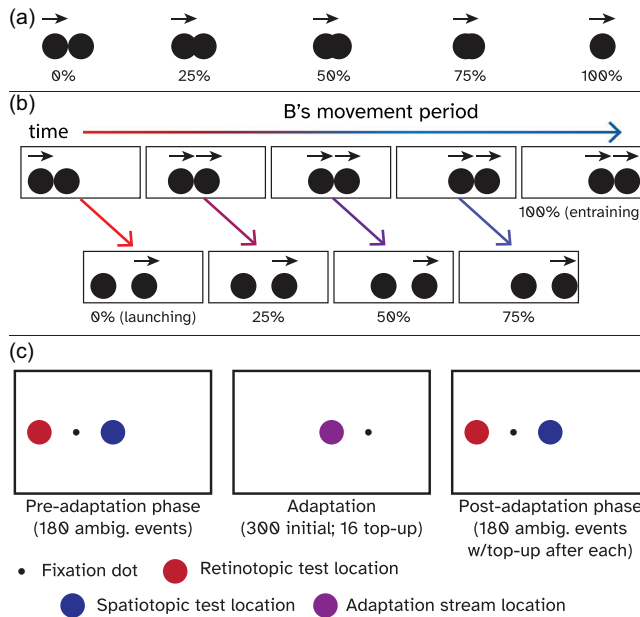 (a)
0% 25% 50% 75% 100%
(b)
B's movement period
time
100% (entraining)
0% (launching) 25% 50% 75%
(c)
Pre-adaptation phase
(180 ambig. events)
Adaptation
(300 initial; 16 top-up)
Post-adaptation phase
(180 ambig. events
w/top-up after each)
Fixation dot
Retinotopic test location
Spatiotopic test location
Adaptation stream location